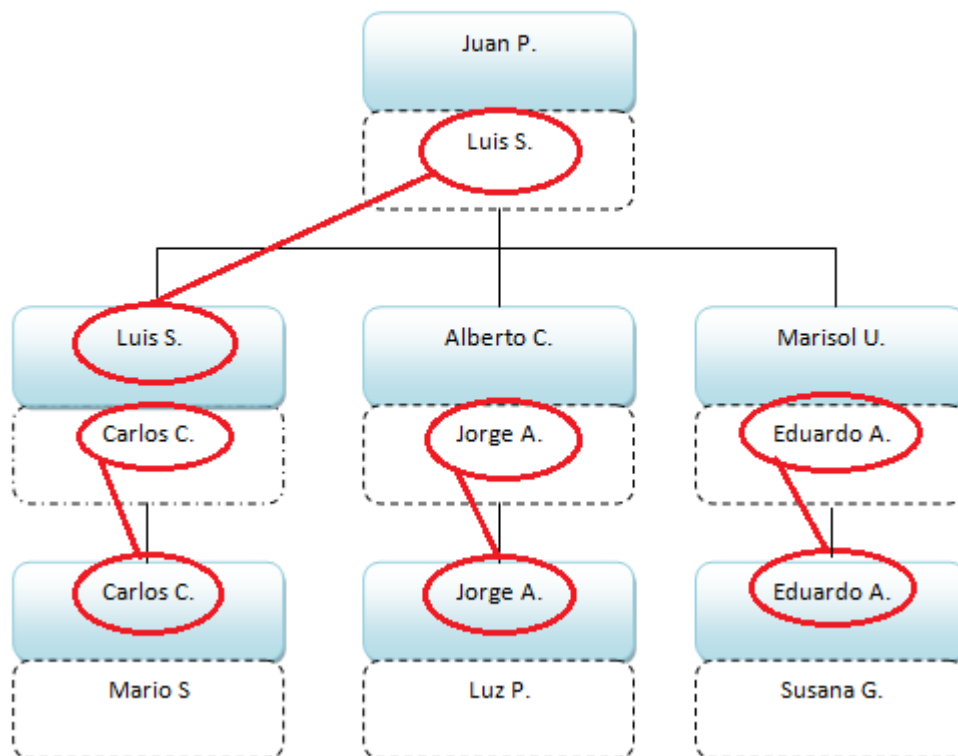 Juan P.
Luis S.
Luis S.
Alberto C.
Marisol U.
Carlos C.
Jorge A.
Eduardo A.
Carlos C.
Jorge A.
Eduardo A.
Mario S
Luz P.
Susana G.